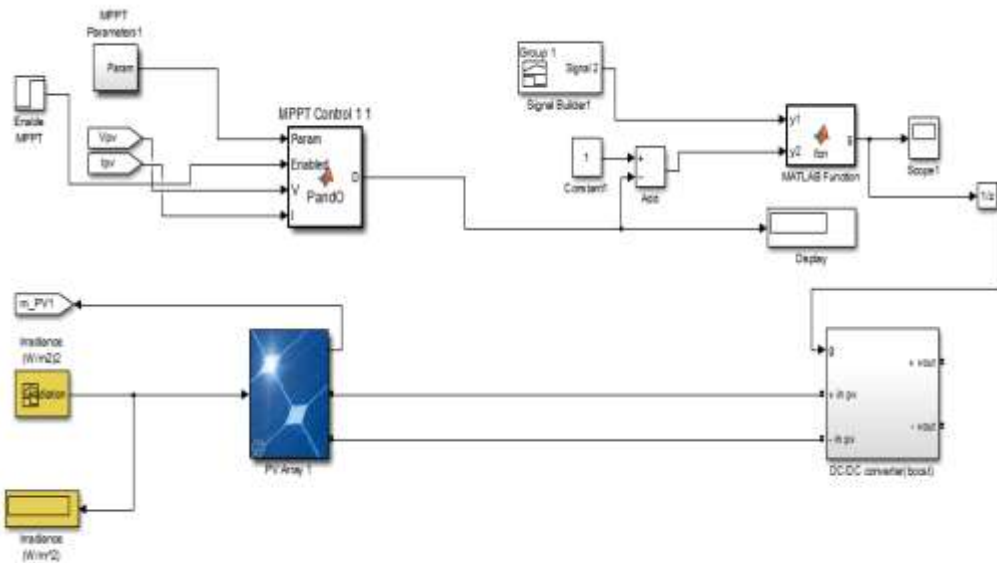 MPPT
Parameters1
Param
Enable
MPPT
Vpv
Ipv
MPPT Control 1 1
Param
Enabled
V
I
PandO
D
Group 1
Signal 2
Signal Builder1
1
Constant1
+
−
y1
y2
fcn
MATLAB Function
Scope1
1/z
Display
m_PV1
Irradiance
(W/m2)2
PV Array 1
g
+ in pv
- in pv
+ vout
- vout
DC-DC converter(boost)
Irradiance
(W/m^2)